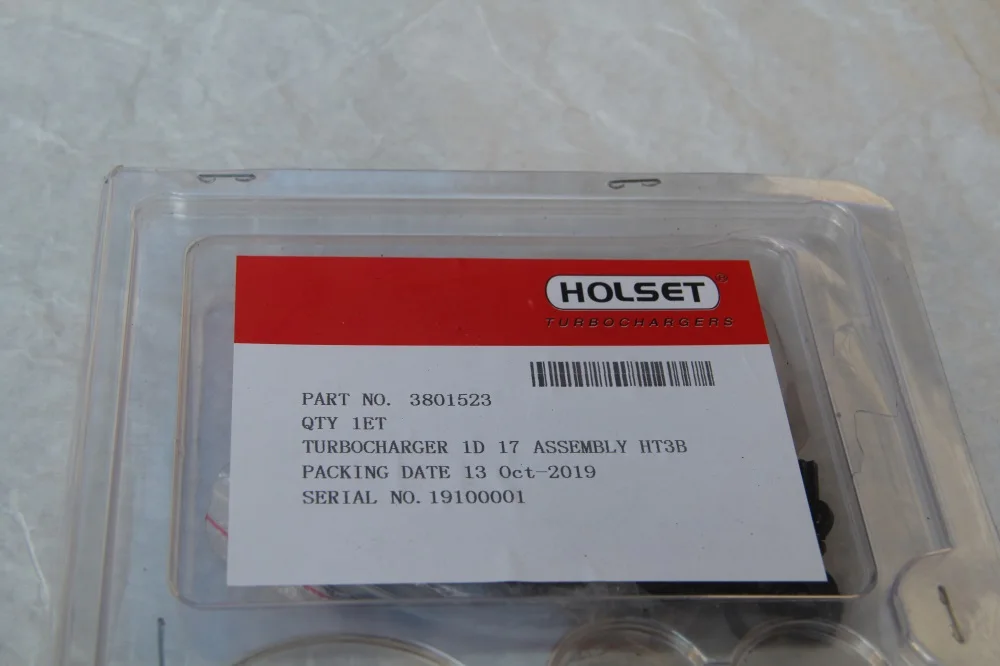 HOLSET®
TURBOCHARGERS
PART NO. 3801523
QTY 1ET
TURBOCHARGER 1D 17 ASSEMBLY HT3B
PACKING DATE 13 Oct-2019
SERIAL NO. 19100001